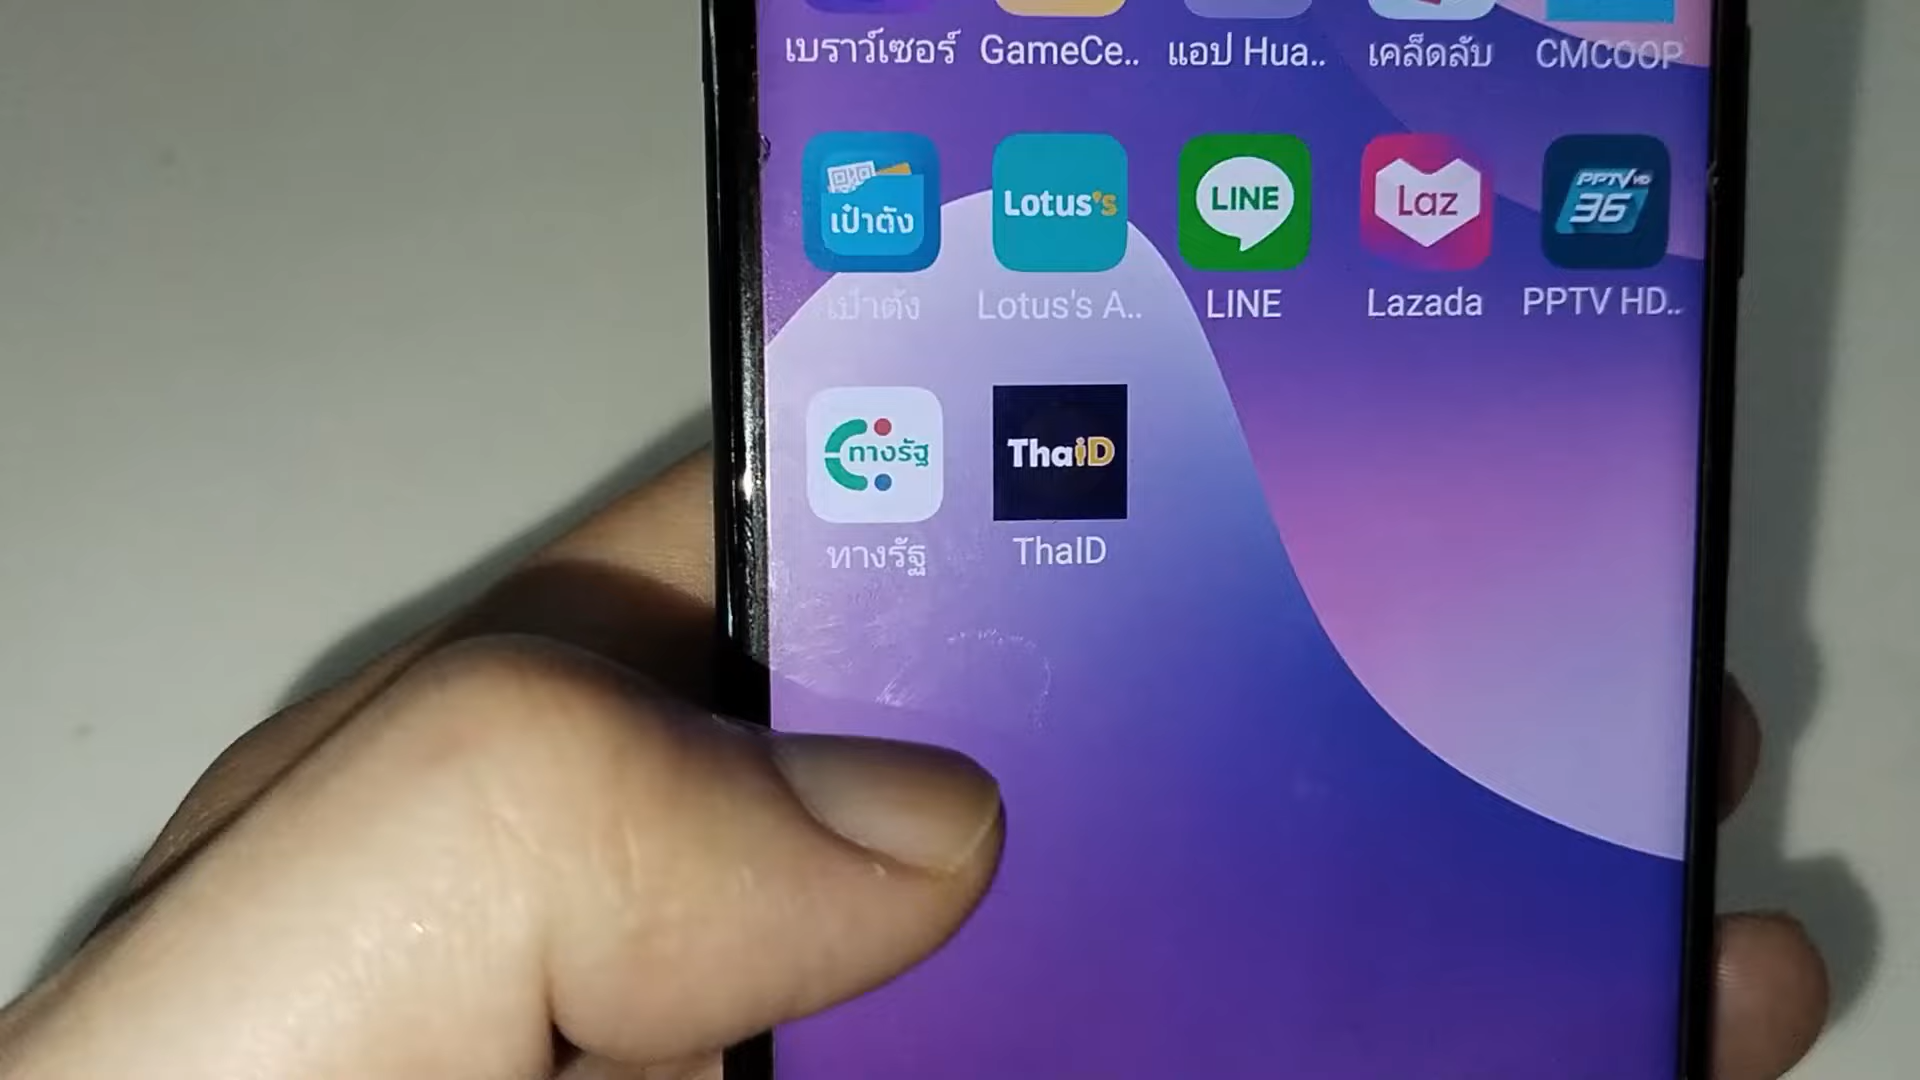 เบราว์เซอร์ GameCe.. แอป Hua.. เคล็ดลับ CMCOOP
เป๋าตัง Lotus's LINE Laz PPTV HD 36
เป๋าตัง Lotus's A.. LINE Lazada PPTV HD..
ทางรัฐ ThaiD
ทางรัฐ ThaID